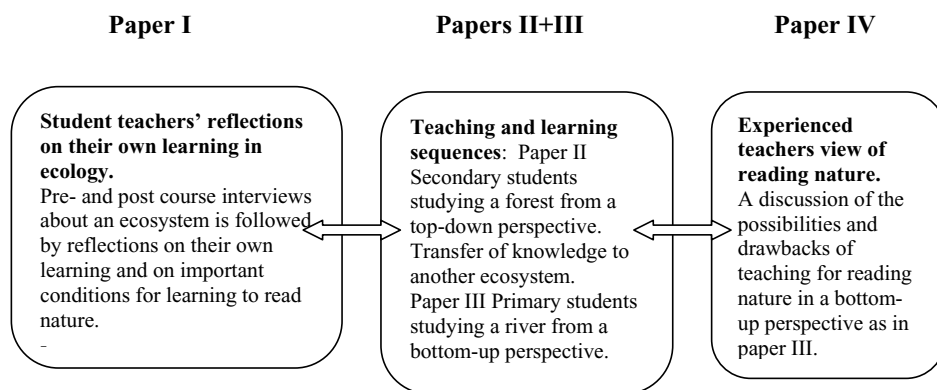 Paper I
Papers II+III
Paper IV
Student teachers’ reflections
on their own learning in
ecology.
Pre- and post course interviews
about an ecosystem is followed
by reflections on their own
learning and on important
conditions for learning to read
nature.
-
Teaching and learning
sequences: Paper II
Secondary students
studying a forest from a
top-down perspective.
Transfer of knowledge to
another ecosystem.
Paper III Primary students
studying a river from a
bottom-up perspective.
Experienced
teachers view of
reading nature.
A discussion of the
possibilities and
drawbacks of
teaching for reading
nature in a bottom-
up perspective as in
paper III.